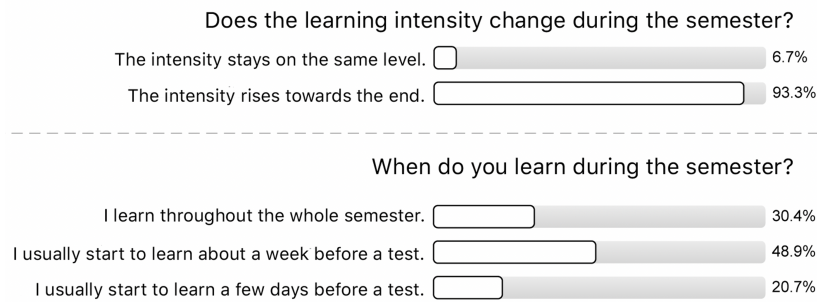 Does the learning intensity change during the semester?
The intensity stays on the same level. 6.7%
The intensity rises towards the end. 93.3%
When do you learn during the semester?
I learn throughout the whole semester. 30.4%
I usually start to learn about a week before a test. 48.9%
I usually start to learn a few days before a test. 20.7%